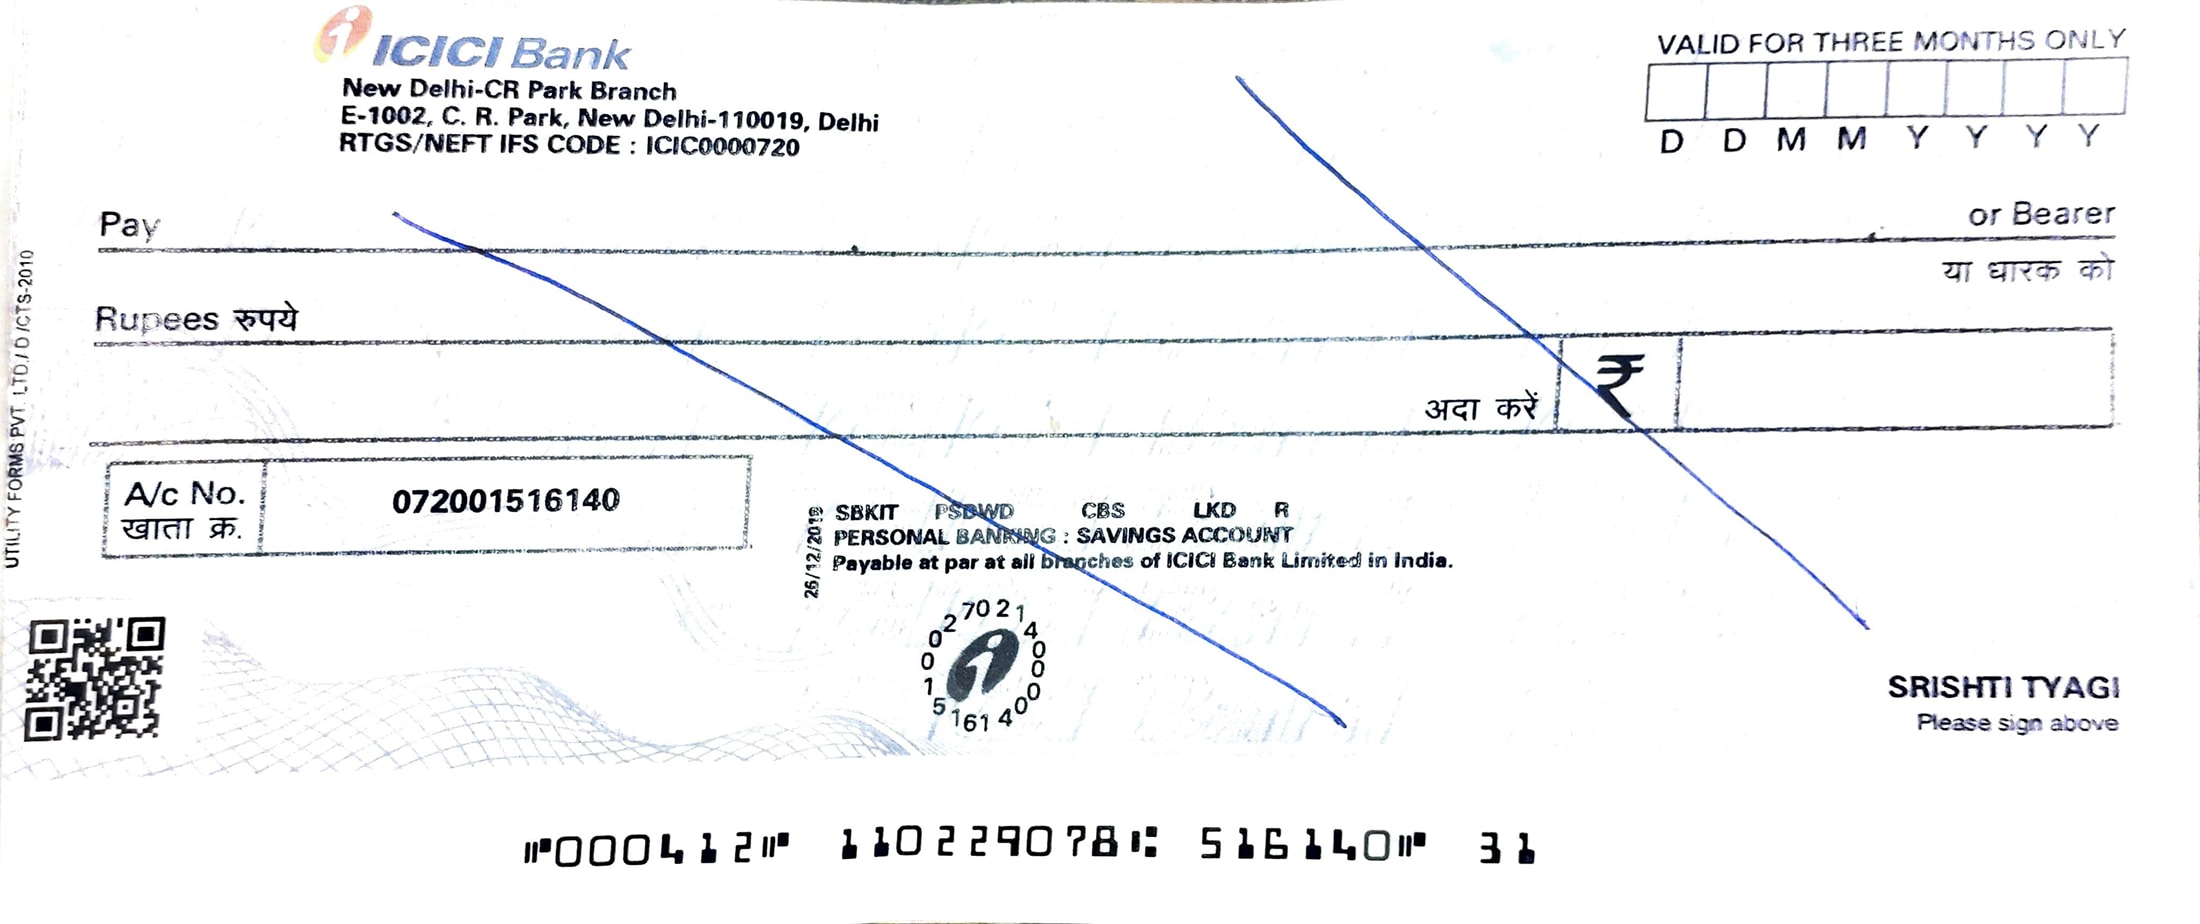 ICICI Bank
New Delhi-CR Park Branch
E-1002, C. R. Park, New Delhi-110019, Delhi
RTGS/NEFT IFS CODE : ICIC0000720
VALID FOR THREE MONTHS ONLY
D D M M Y Y Y Y
Pay
or Bearer
या धारक को
Rupees रुपये
अदा करें
₹
A/c No.
खाता क्र.
072001516140
UTILITY FORMS PVT. LTD./ D /CTS-2010
26/12/2019
SBKIT PSDWD CBS LKD R
PERSONAL BANKING : SAVINGS ACCOUNT
Payable at par at all branches of ICICI Bank Limited in India.
SRISHTI TYAGI
Please sign above
⑈000412⑈ 110229078⑆ 516140⑈ 31